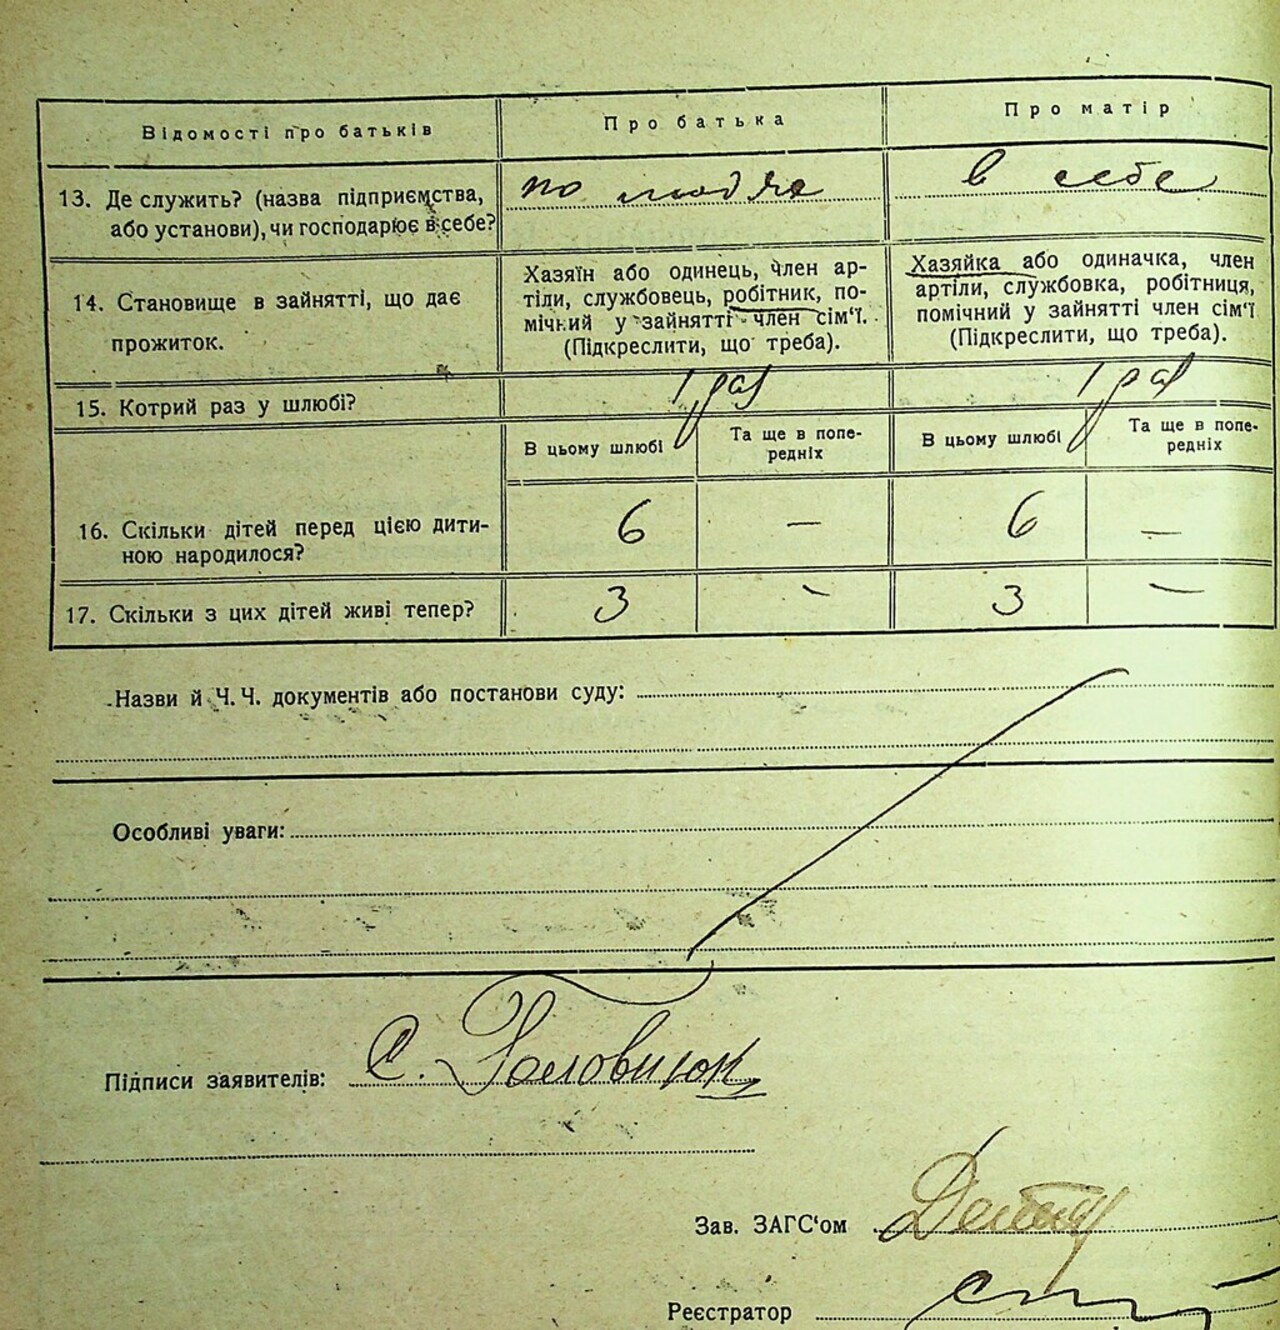 Відомості про батьків
Про батька
Про матір
13. Де служить? (назва підприємства,
або установи), чи господарює в себе?
по людях
в себе
14. Становище в зайнятті, що дає
прожиток.
Хазяїн або одинець, член ар-
тіли, службовець, робітник, по-
мічний у зайнятті член сім'ї.
(Підкреслити, що треба).
Хазяйка або одиначка, член
артіли, службовка, робітниця,
помічний у зайнятті член сім'ї
(Підкреслити, що треба).
15. Котрий раз у шлюбі?
1 раз
1 раз
В цьому шлюбі
Та ще в попе-
редніх
В цьому шлюбі
Та ще в попе-
редніх
16. Скільки дітей перед цією дити-
ною народилося?
6
—
6
—
17. Скільки з цих дітей живі тепер?
3
-
3
—
Назви й Ч. Ч. документів або постанови суду:
Особливі уваги:
Підписи заявителів: С. Головнюк
Зав. ЗАГС'ом
Реєстратор